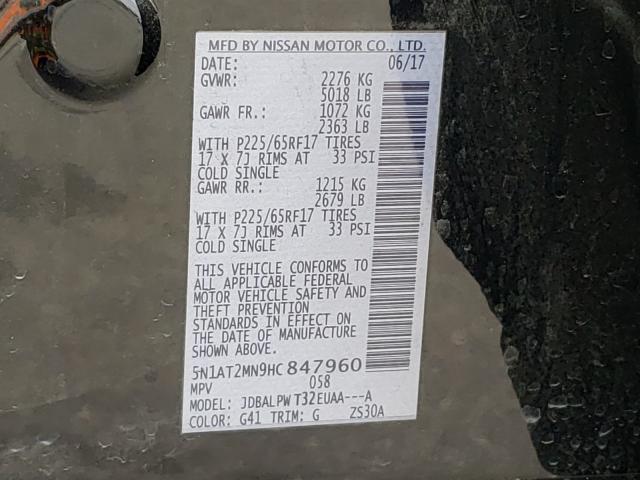 MFD BY NISSAN MOTOR CO., LTD.
DATE: 06/17
GVWR: 2276 KG
5018 LB
GAWR FR.: 1072 KG
2363 LB
WITH P225/65RF17 TIRES
17 X 7J RIMS AT 33 PSI
COLD SINGLE
GAWR RR.: 1215 KG
2679 LB
WITH P225/65RF17 TIRES
17 X 7J RIMS AT 33 PSI
COLD SINGLE
THIS VEHICLE CONFORMS TO
ALL APPLICABLE FEDERAL
MOTOR VEHICLE SAFETY AND
THEFT PREVENTION
STANDARDS IN EFFECT ON
THE DATE OF MANUFACTURE
SHOWN ABOVE.
5N1AT2MN9HC847960
MPV 058
MODEL: JDBALPW T32EUAA---A
COLOR: G41 TRIM: G ZS30A